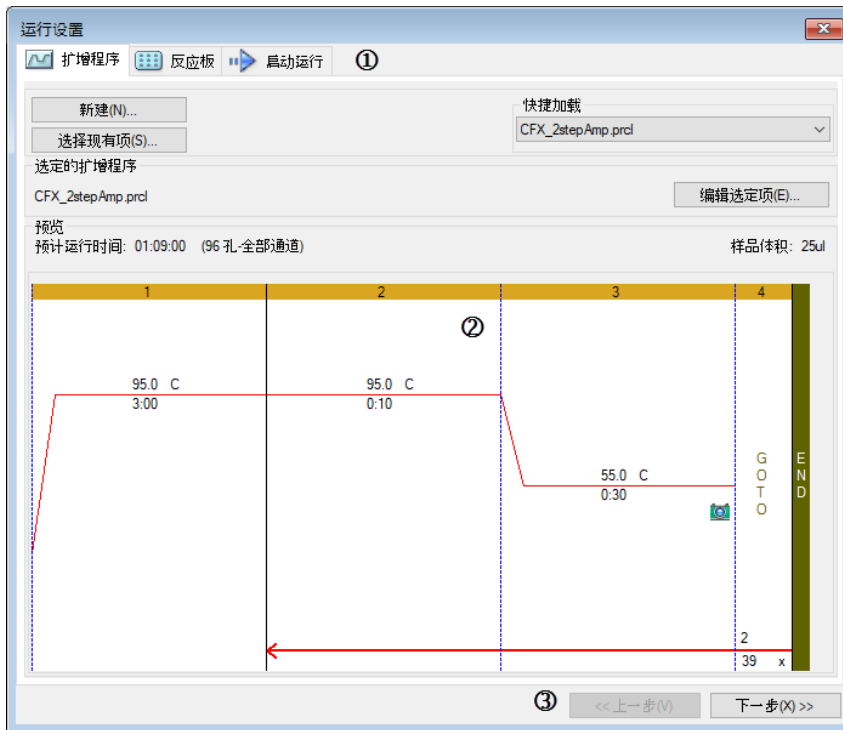 运行设置
扩增程序 反应板 启动运行 ①
新建(N)...
快捷加载
选择现有项(S)...
CFX_2stepAmp.prcl
选定的扩增程序
CFX_2stepAmp.prcl
编辑选定项(E)...
预览
预计运行时间: 01:09:00 (96 孔-全部通道)
样品体积: 25ul
1 2 3 4
②
95.0 C
3:00
95.0 C
0:10
55.0 C
0:30
GOTO
END
2
39 x
③
<< 上一步(V)
下一步(X) >>